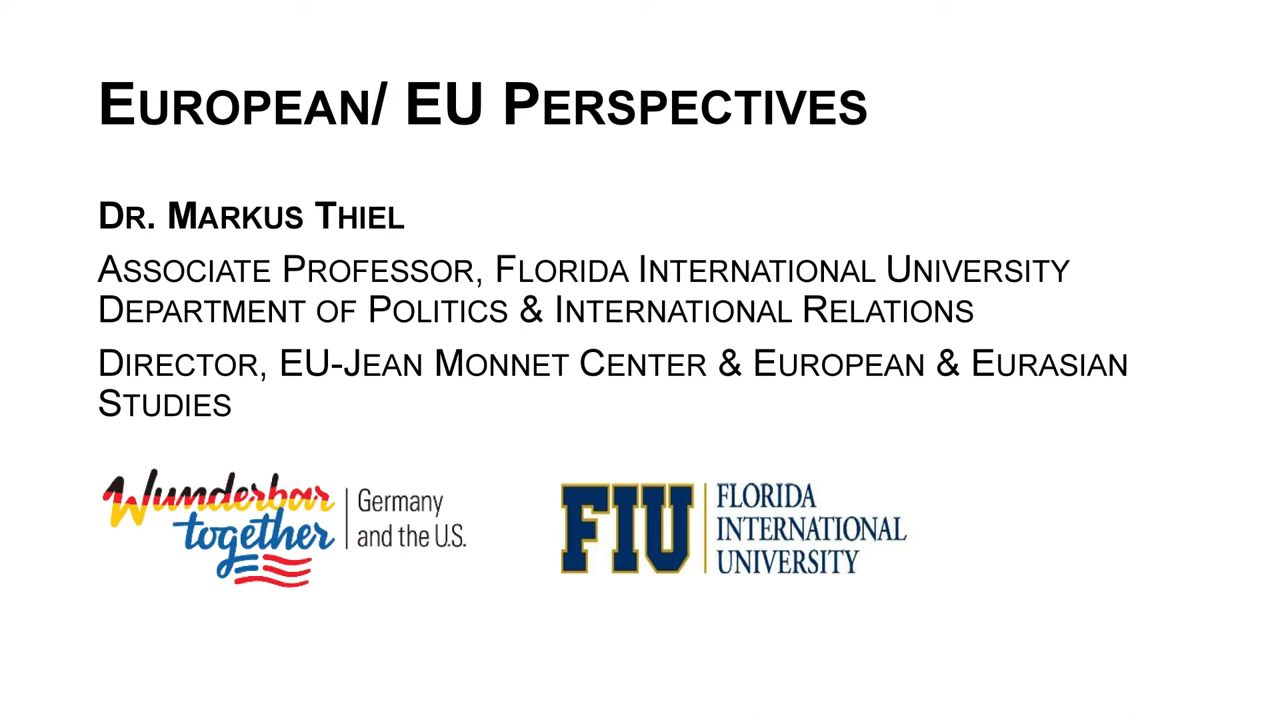 European/ EU Perspectives
Dr. Markus Thiel
Associate Professor, Florida International University
Department of Politics & International Relations
Director, EU-Jean Monnet Center & European & Eurasian
Studies
Wunderbar
together
Germany
and the U.S.
FIU
FLORIDA
INTERNATIONAL
UNIVERSITY